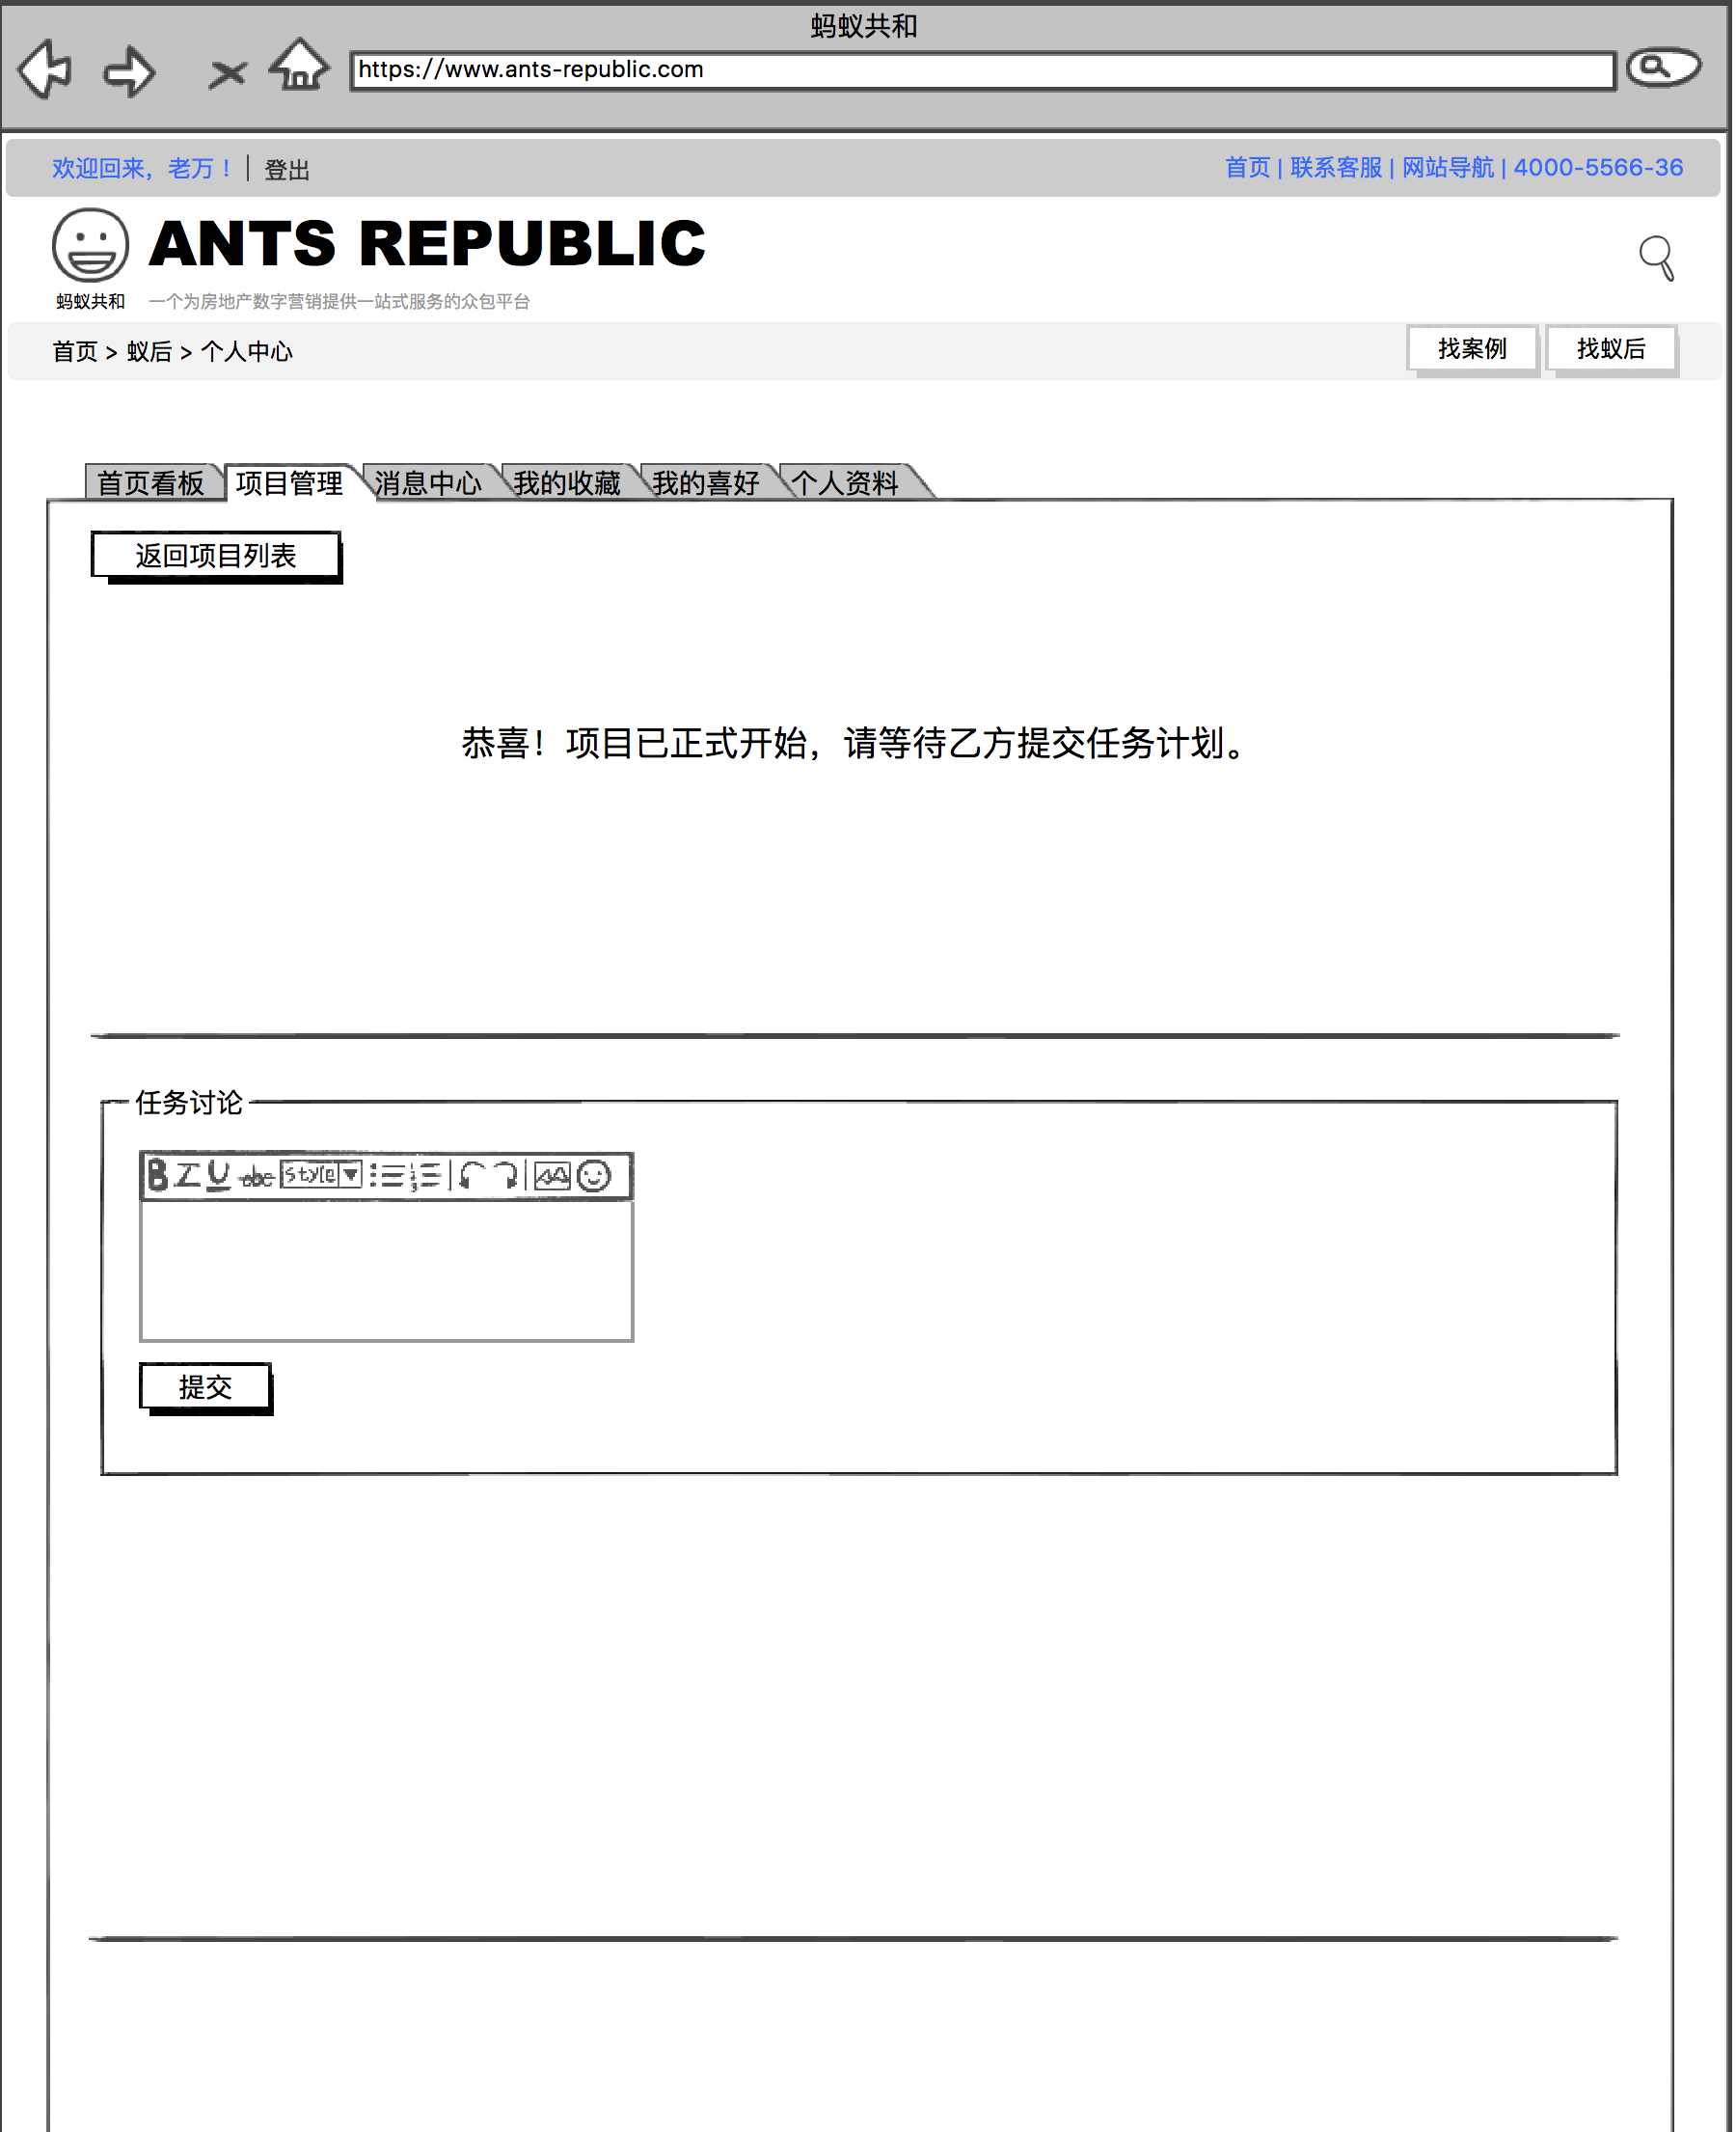 蚂蚁共和
https://www.ants-republic.com
欢迎回来，老万！ | 登出
首页 | 联系客服 | 网站导航 | 4000-5566-36
ANTS REPUBLIC
蚂蚁共和 一个为房地产数字营销提供一站式服务的众包平台
首页 > 蚁后 > 个人中心
找案例 找蚁后
首页看板 项目管理 消息中心 我的收藏 我的喜好 个人资料
返回项目列表
恭喜！项目已正式开始，请等待乙方提交任务计划。
任务讨论
B I U abc style
提交